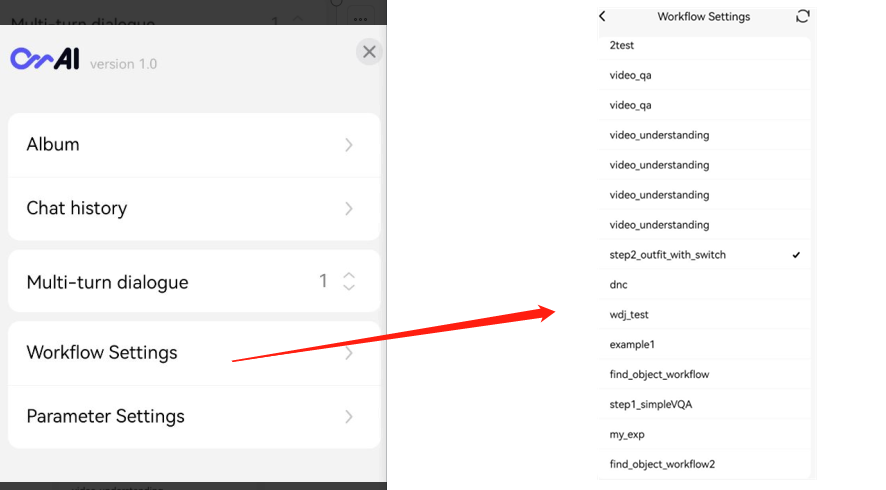 Multi-turn dialogue 1
OmAI version 1.0
Album
Chat history
Multi-turn dialogue 1
Workflow Settings
Parameter Settings
Workflow Settings
2test
video_qa
video_qa
video_understanding
video_understanding
video_understanding
video_understanding
step2_outfit_with_switch
dnc
wdj_test
example1
find_object_workflow
step1_simpleVQA
my_exp
find_object_workflow2